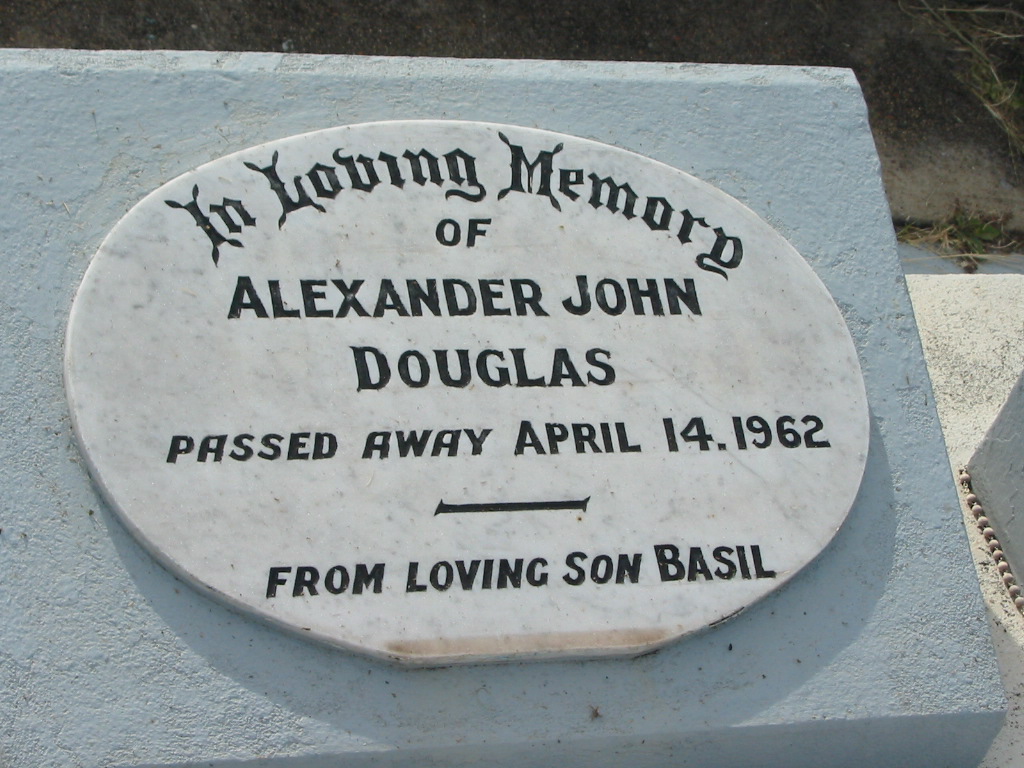 In Loving Memory
OF
ALEXANDER JOHN
DOUGLAS
PASSED AWAY APRIL 14.1962
FROM LOVING SON BASIL